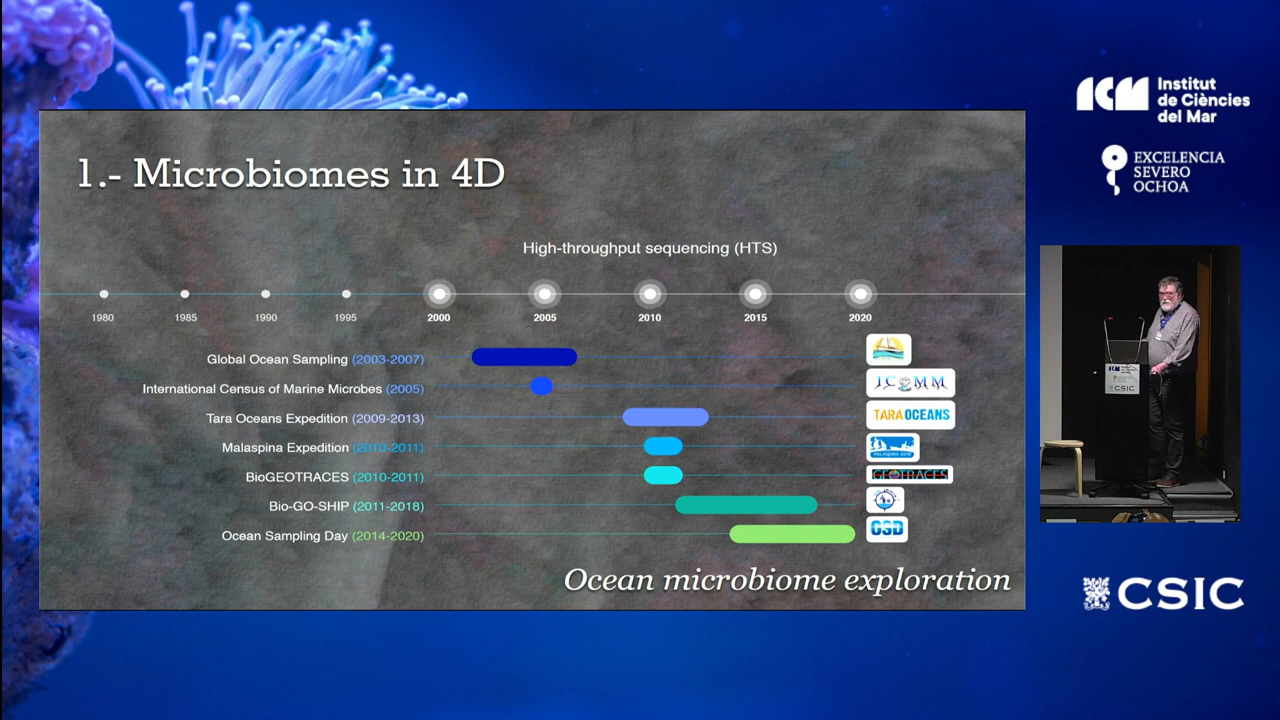 1.- Microbiomes in 4D
High-throughput sequencing (HTS)
1980 1985 1990 1995 2000 2005 2010 2015 2020
Global Ocean Sampling (2003-2007)
International Census of Marine Microbes (2005)
ICOMM
Tara Oceans Expedition (2009-2013)
TARA OCEANS
Malaspina Expedition (2010-2011)
MALASPINA 2010
BioGEOTRACES (2010-2011)
GEOTRACES
Bio-GO-SHIP (2011-2018)
Ocean Sampling Day (2014-2020)
OSD
Ocean microbiome exploration
ICM
Institut
de Ciències
del Mar
EXCELENCIA
SEVERO
OCHOA
CSIC
CSIC